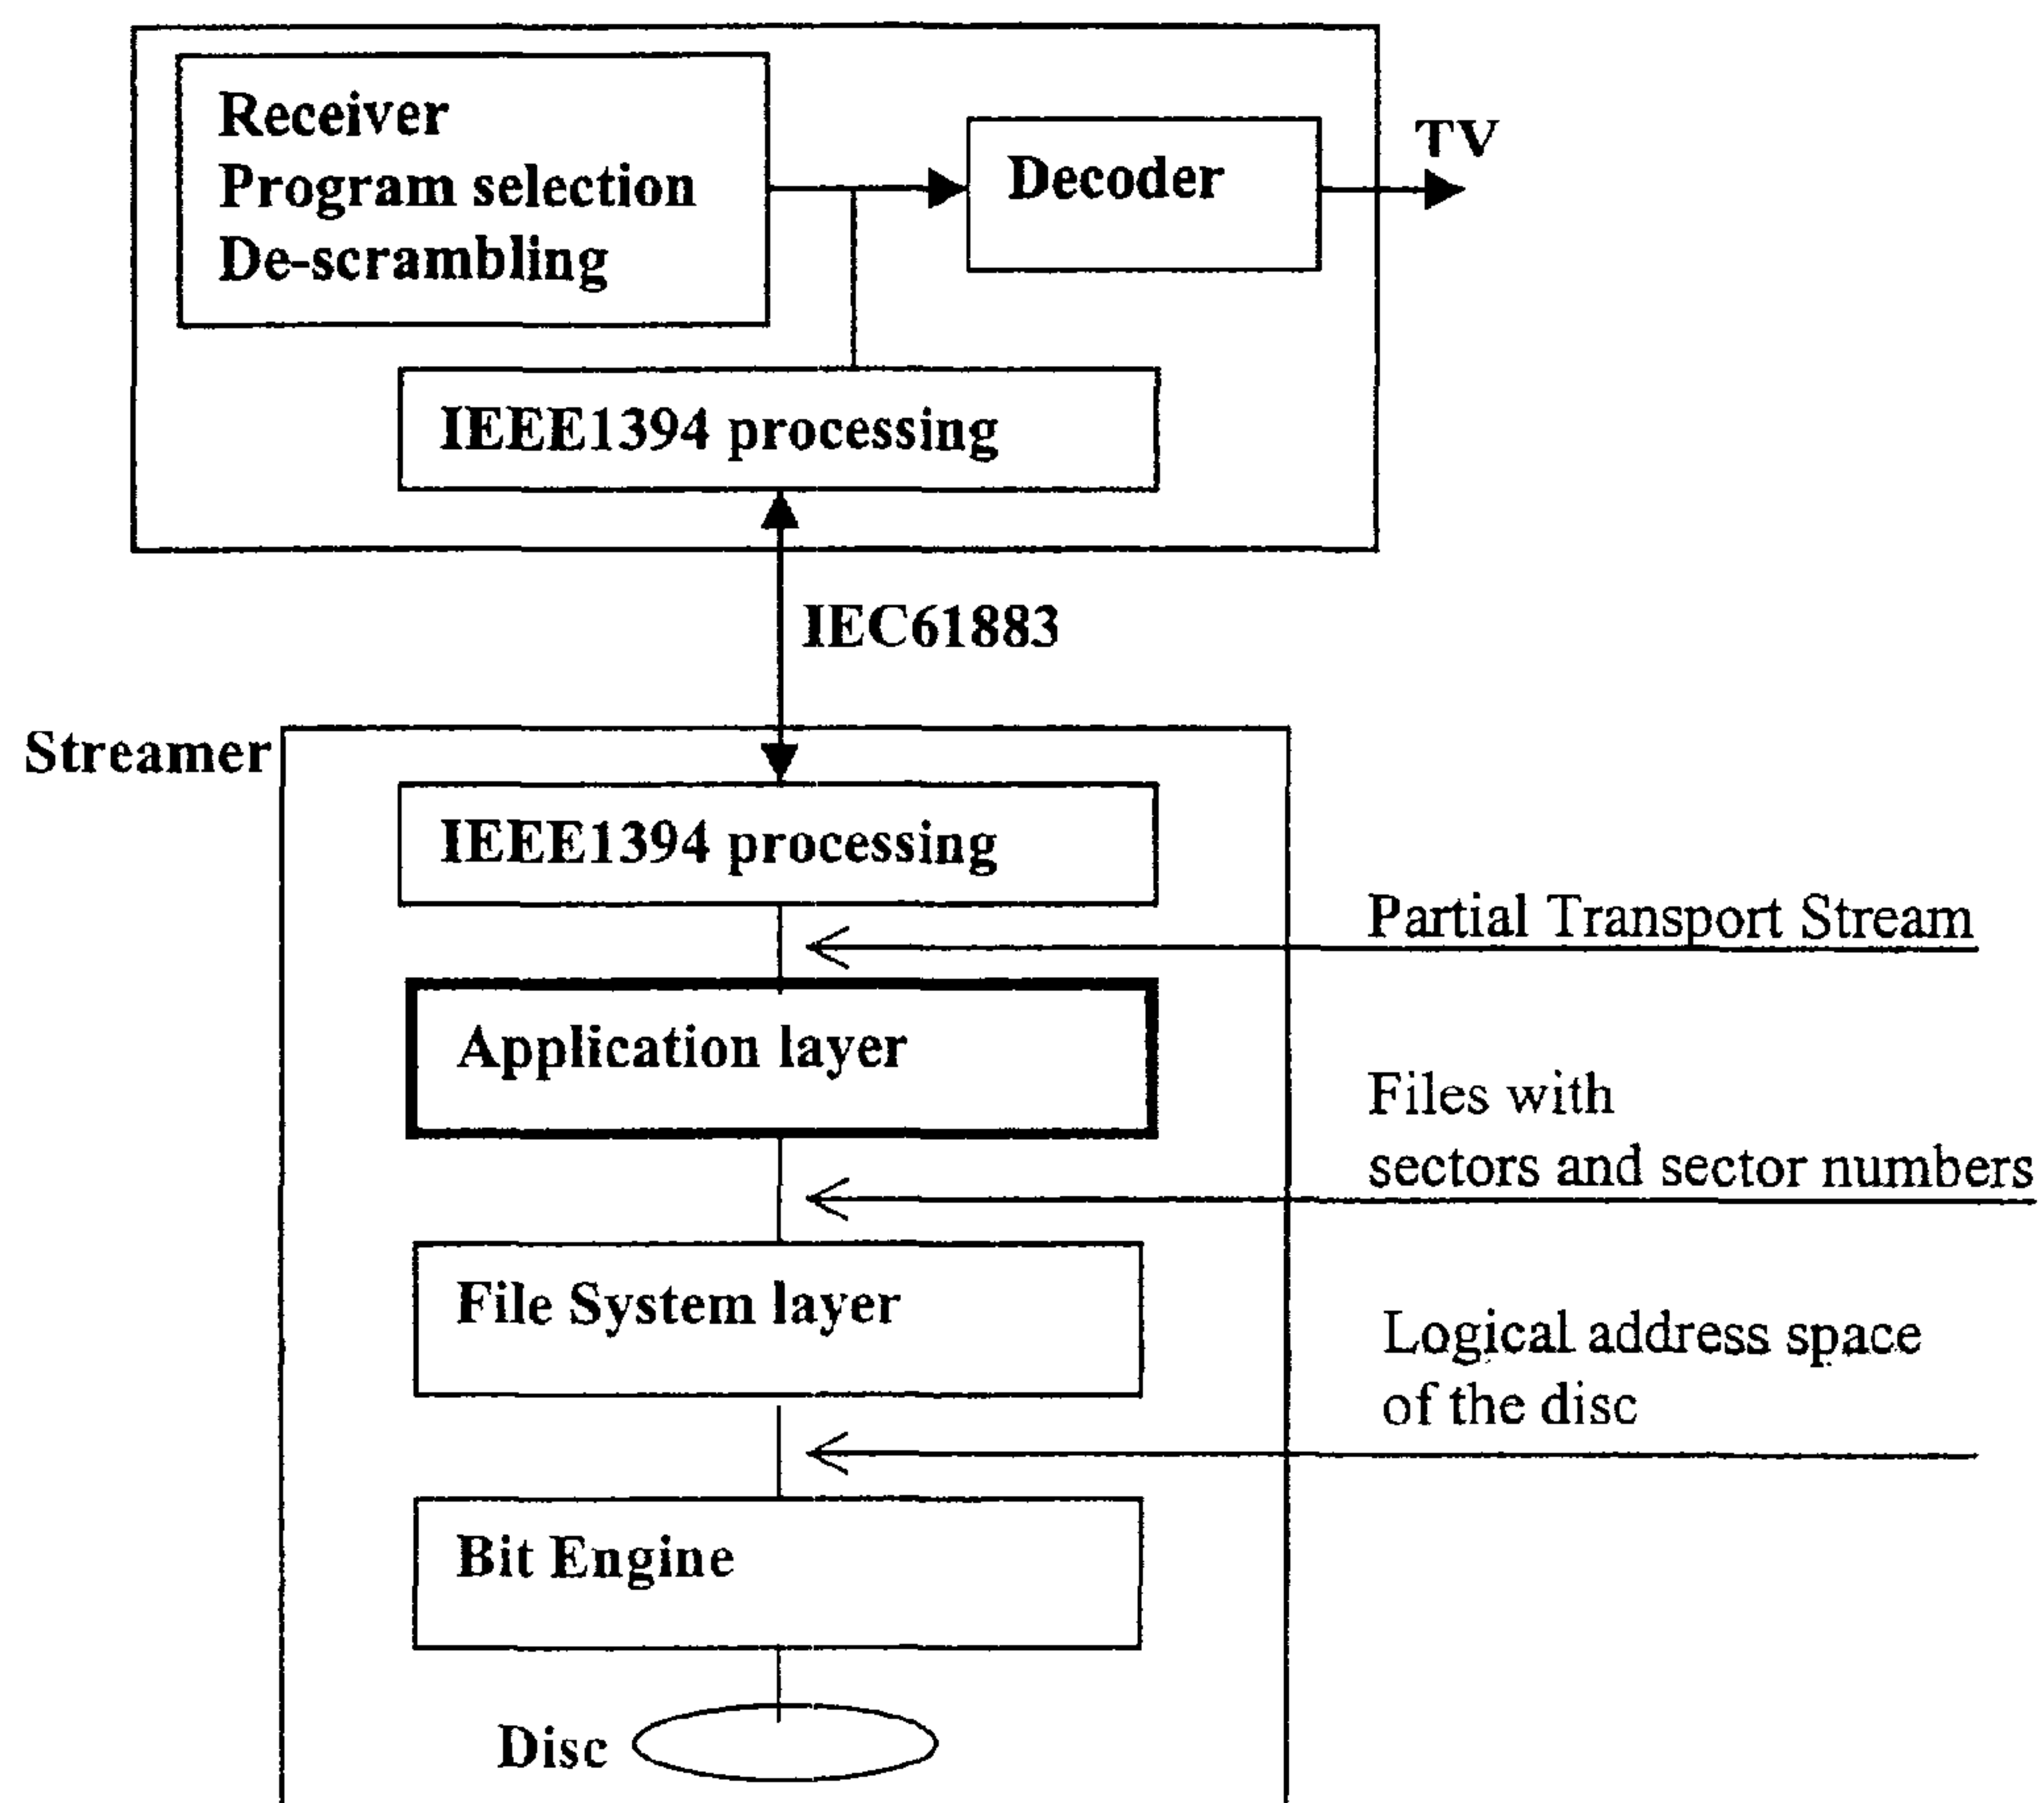 Receiver
Program selection
De-scrambling
Decoder
TV
IEEE1394 processing
IEC61883
Streamer
IEEE1394 processing
Partial Transport Stream
Application layer
Files with
sectors and sector numbers
File System layer
Logical address space
of the disc
Bit Engine
Disc